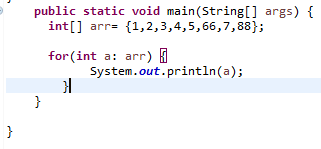 public static void main(String[] args) {
int[] arr= {1,2,3,4,5,66,7,88};
for(int a: arr) {
System.out.println(a);
}
}
}